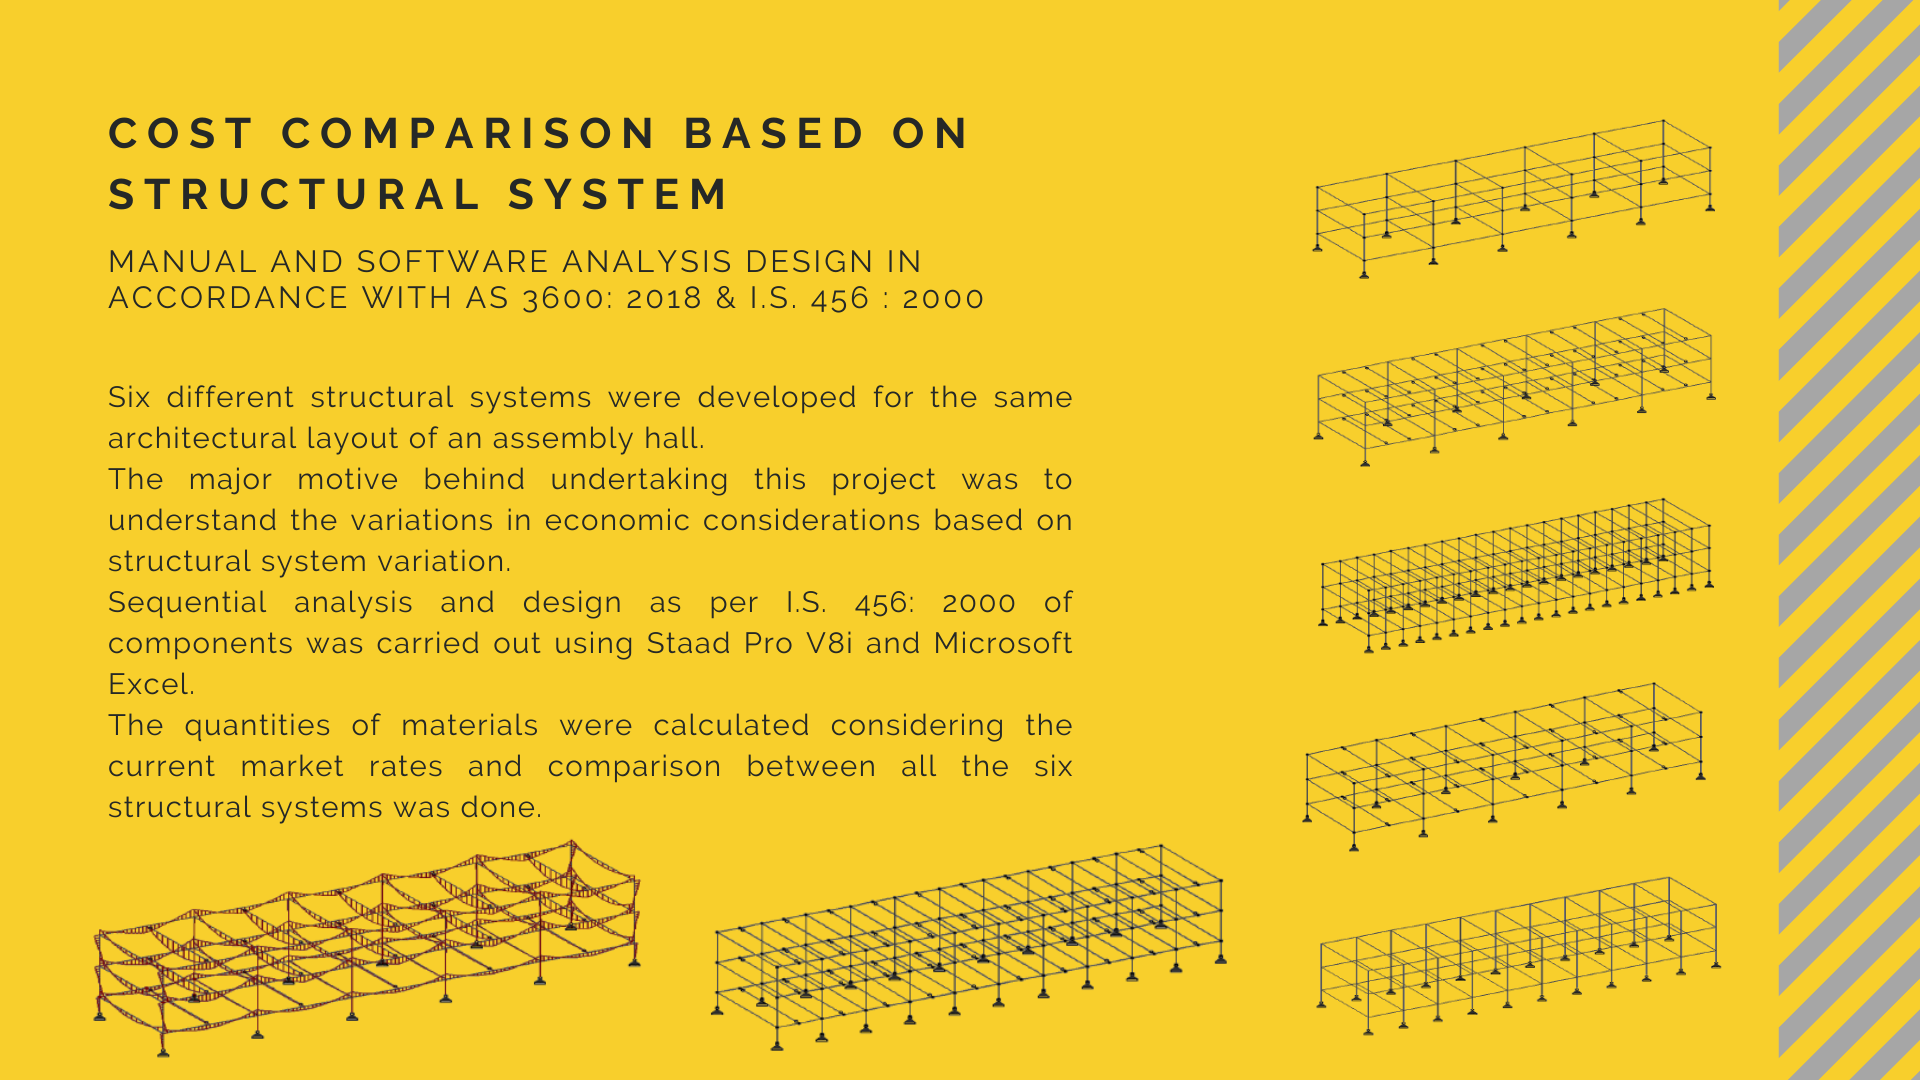 COST COMPARISON BASED ON
STRUCTURAL SYSTEM
MANUAL AND SOFTWARE ANALYSIS DESIGN IN
ACCORDANCE WITH AS 3600: 2018 & I.S. 456 : 2000
Six different structural systems were developed for the same
architectural layout of an assembly hall.
The major motive behind undertaking this project was to
understand the variations in economic considerations based on
structural system variation.
Sequential analysis and design as per I.S. 456: 2000 of
components was carried out using Staad Pro V8i and Microsoft
Excel.
The quantities of materials were calculated considering the
current market rates and comparison between all the six
structural systems was done.